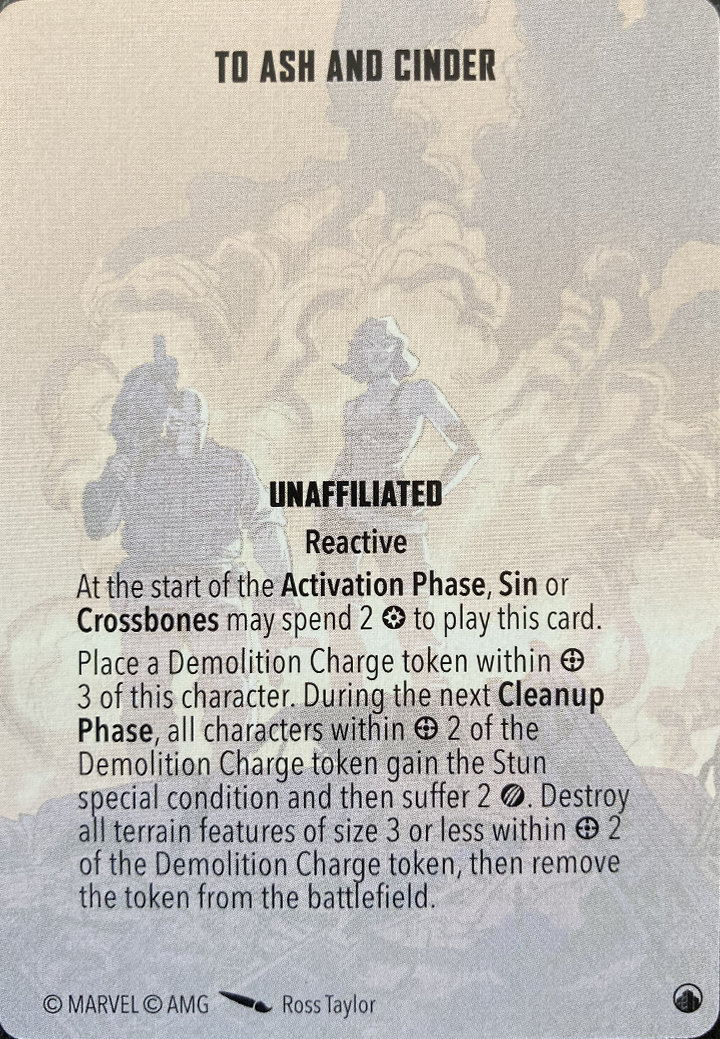 TO ASH AND CINDER
UNAFFILIATED
Reactive
At the start of the Activation Phase, Sin or
Crossbones may spend 2 to play this card.
Place a Demolition Charge token within
3 of this character. During the next Cleanup
Phase, all characters within 2 of the
Demolition Charge token gain the Stun
special condition and then suffer 2 . Destroy
all terrain features of size 3 or less within 2
of the Demolition Charge token, then remove
the token from the battlefield.
© MARVEL © AMG Ross Taylor